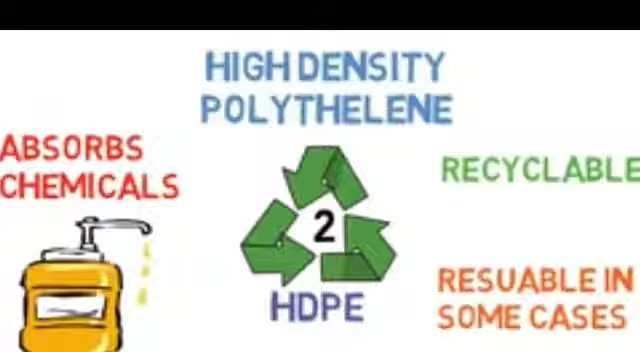 HIGH DENSITY
POLYTHELENE
ABSORBS
CHEMICALS
2
HDPE
RECYCLABLE
RESUABLE IN
SOME CASES